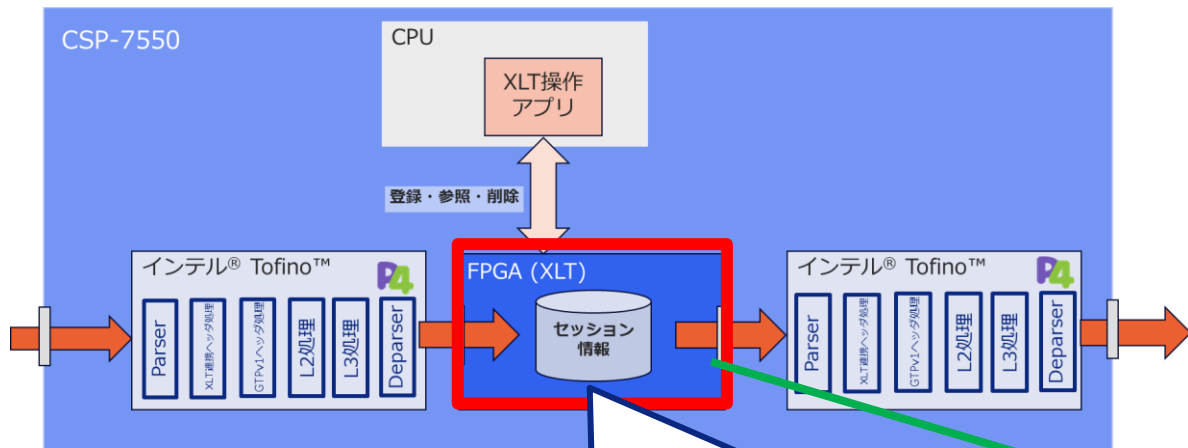 CSP-7550
CPU
XLT操作
アプリ
登録・参照・削除
インテル® Tofino™
P4
Parser
XLT連携ヘッダ処理
GTPv1ヘッダ処理
L2処理
L3処理
Deparser
FPGA (XLT)
セッション
情報
インテル® Tofino™
P4
Parser
XLT連携ヘッダ処理
GTPv1ヘッダ処理
L2処理
L3処理
Deparser